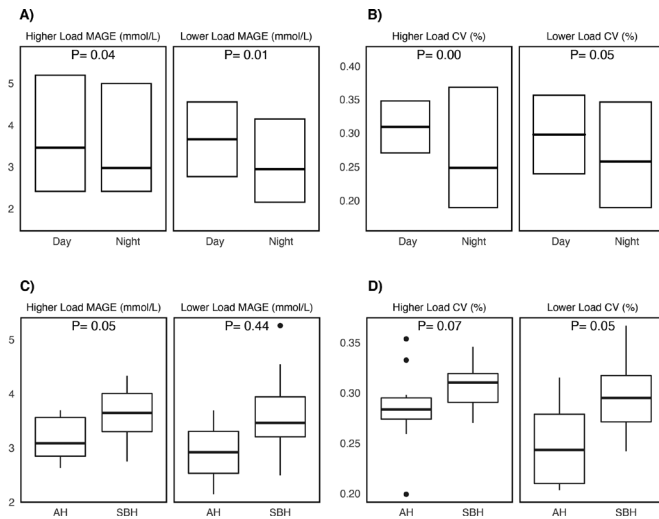 A)
Higher Load MAGE (mmol/L)
Lower Load MAGE (mmol/L)
P= 0.04
P= 0.01
5
4
3
2
Day
Night
Day
Night
B)
Higher Load CV (%)
Lower Load CV (%)
P= 0.00
P= 0.05
0.40
0.35
0.30
0.25
0.20
Day
Night
Day
Night
C)
Higher Load MAGE (mmol/L)
Lower Load MAGE (mmol/L)
P= 0.05
P= 0.44
5
4
3
2
AH
SBH
AH
SBH
D)
Higher Load CV (%)
Lower Load CV (%)
P= 0.07
P= 0.05
0.35
0.30
0.25
0.20
AH
SBH
AH
SBH